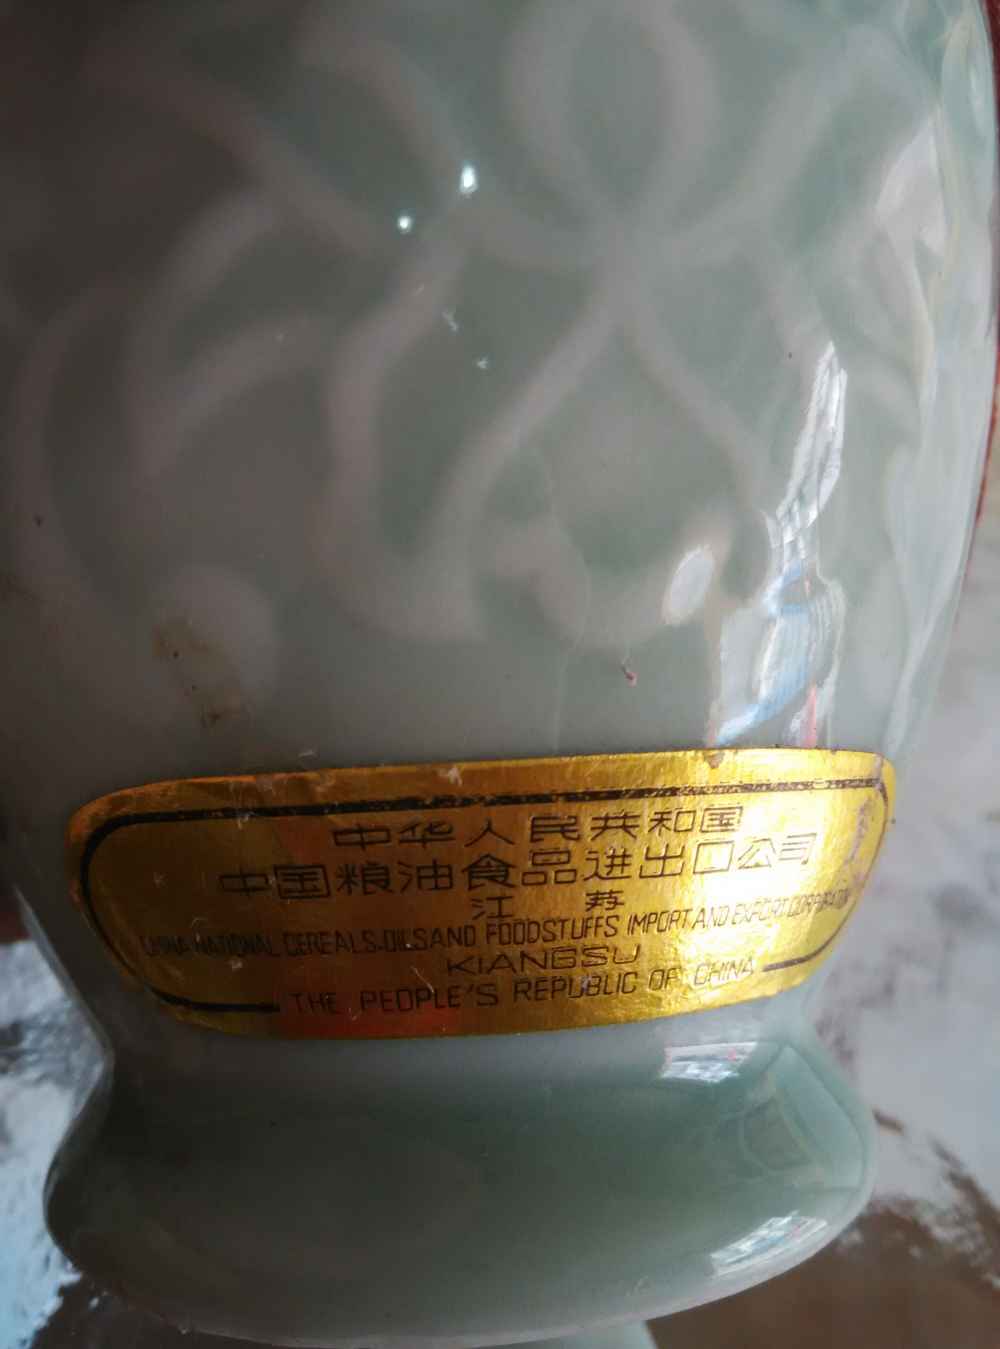 中华人民共和国
中国粮油食品进出口公司
江苏
CHINA NATIONAL CEREALS.OILS AND FOODSTUFFS IMPORT AND EXPORT CORPORATION
KIANGSU
THE PEOPLE'S REPUBLIC OF CHINA